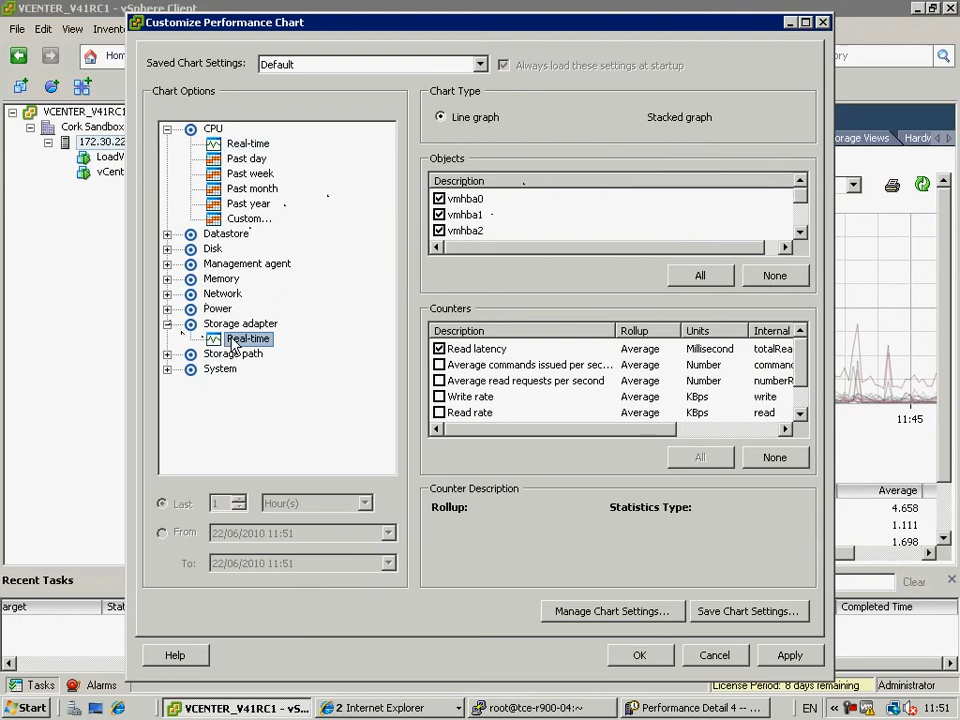 VCENTER_V41RC1 - vSphere Client
Customize Performance Chart
File
Edit
View
Invento
Home
Saved Chart Settings:
Default
Always load these settings at startup
Chart Options
CPU
Real-time
Past day
Past week
Past month
Past year
Custom...
Datastore
Disk
Management agent
Memory
Network
Power
Storage adapter
Real-time
Storage path
System
Last
1
Hour(s)
From
22/06/2010 11:51
To:
22/06/2010 11:51
Chart Type
Line graph
Stacked graph
Objects
Description
vmhba0
vmhba1
vmhba2
All
None
Counters
Description Rollup Units Internal
Read latency Average Millisecond totalRea
Average commands issued per sec... Average Number comman
Average read requests per second Average Number numberR
Write rate Average KBps write
Read rate Average KBps read
All
None
Counter Description
Rollup:
Statistics Type:
Manage Chart Settings...
Save Chart Settings...
Help
OK
Cancel
Apply
VCENTER_V41RC1
Cork Sandbox
172.30.22
LoadV
vCent
orage Views
Hardw
11:45
Average
4.658
1.111
1.698
Recent Tasks
Clear
arget
Stat
Completed Time
Tasks
Alarms
License Period: 8 days remaining
Administrator
Start
VCENTER_V41RC1 - vS...
2 Internet Explorer
root@tce-r900-04:~
Performance Detail 4 -- ...
EN
11:51